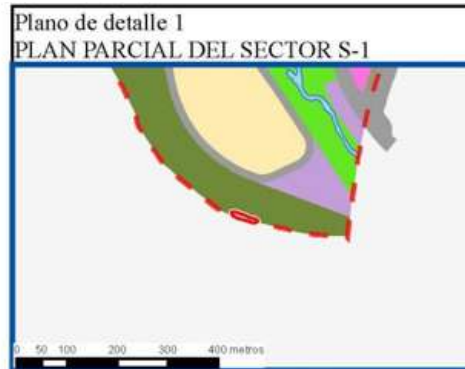 Plano de detalle 1
PLAN PARCIAL DEL SECTOR S-1
0 50 100 200 300 400 metros